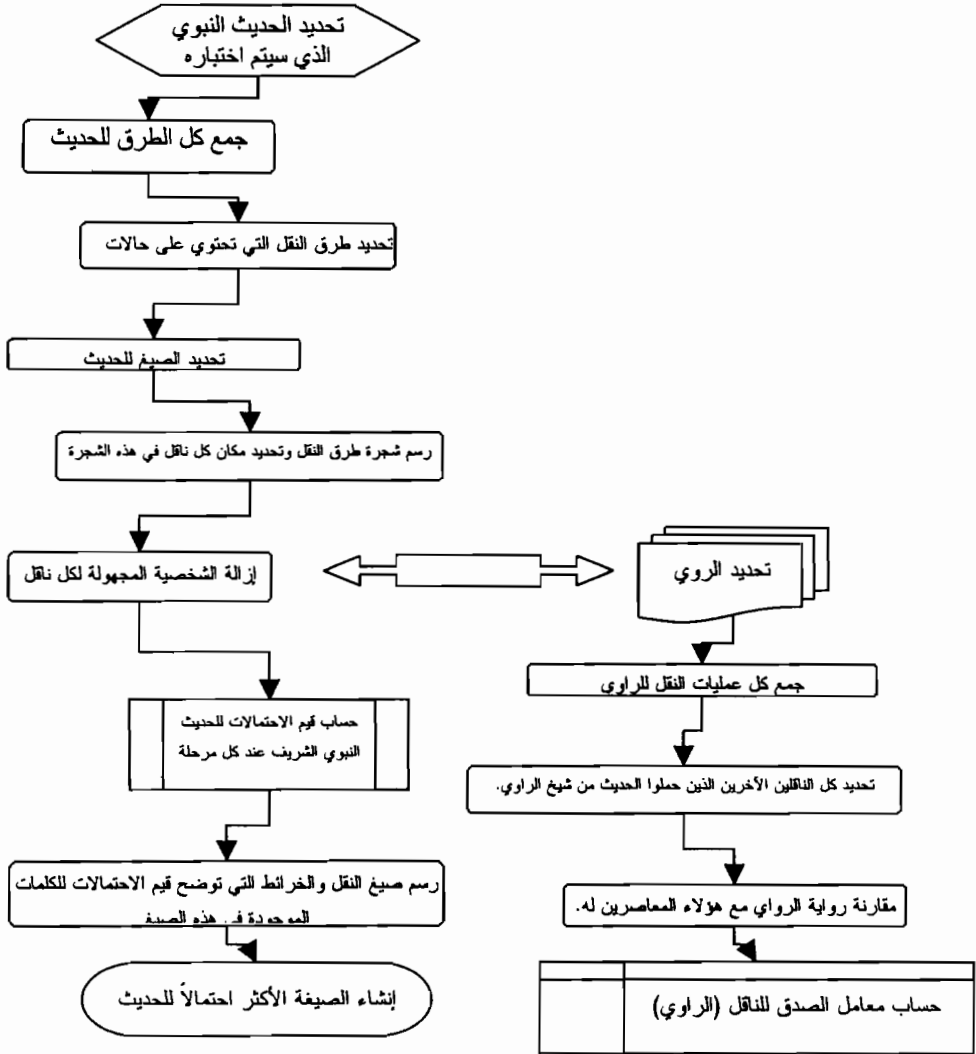 تحديد الحديث النبوي
الذي سيتم اختباره
جمع كل الطرق للحديث
تحديد طرق النقل التي تحتوي على حالات
تحديد الصيغ للحديث
رسم شجرة طرق النقل وتحديد مكان كل ناقل في هذه الشجرة
إزالة الشخصية المجهولة لكل ناقل
حساب قيم الاحتمالات للحديث
النبوي الشريف عند كل مرحلة
رسم صيغ النقل والخرائط التي توضح قيم الاحتمالات للكلمات
الموجودة في هذه الصيغ
إنشاء الصيغة الأكثر احتمالاً للحديث
تحديد الروي
جمع كل عمليات النقل للراوي
تحديد كل الناقلين الآخرين الذين حملوا الحديث من شيخ الراوي.
مقارنة رواية الرواي مع هؤلاء المعاصرين له.
حساب معامل الصدق للناقل (الراوي)